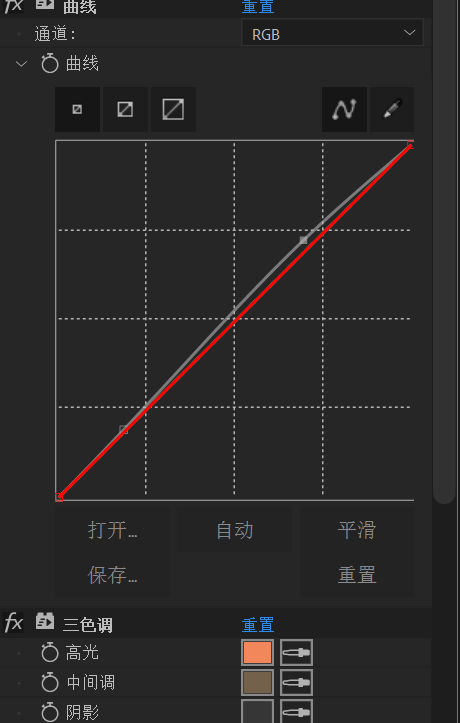 fx 曲线 重置
通道: RGB
曲线
打开… 自动 平滑
保存… 重置
fx 三色调 重置
高光
中间调
阴影